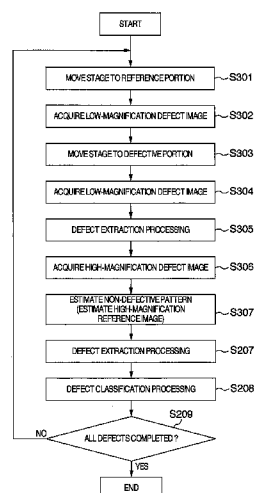 START
MOVE STAGE TO REFERENCE PORTION
S301
ACQUIRE LOW-MAGNIFICATION DEFECT IMAGE
S302
MOVE STAGE TO DEFECTIVE PORTION
S303
ACQUIRE LOW-MAGNIFICATION DEFECT IMAGE
S304
DEFECT EXTRACTION PROCESSING
S305
ACQUIRE HIGH-MAGNIFICATION DEFECT IMAGE
S306
ESTIMATE NON-DEFECTIVE PATTERN
(ESTIMATE HIGH-MAGNIFICATION
REFERENCE IMAGE)
S307
DEFECT EXTRACTION PROCESSING
S207
DEFECT CLASSIFICATION PROCESSING
S208
S209
ALL DEFECTS COMPLETED ?
NO
YES
END